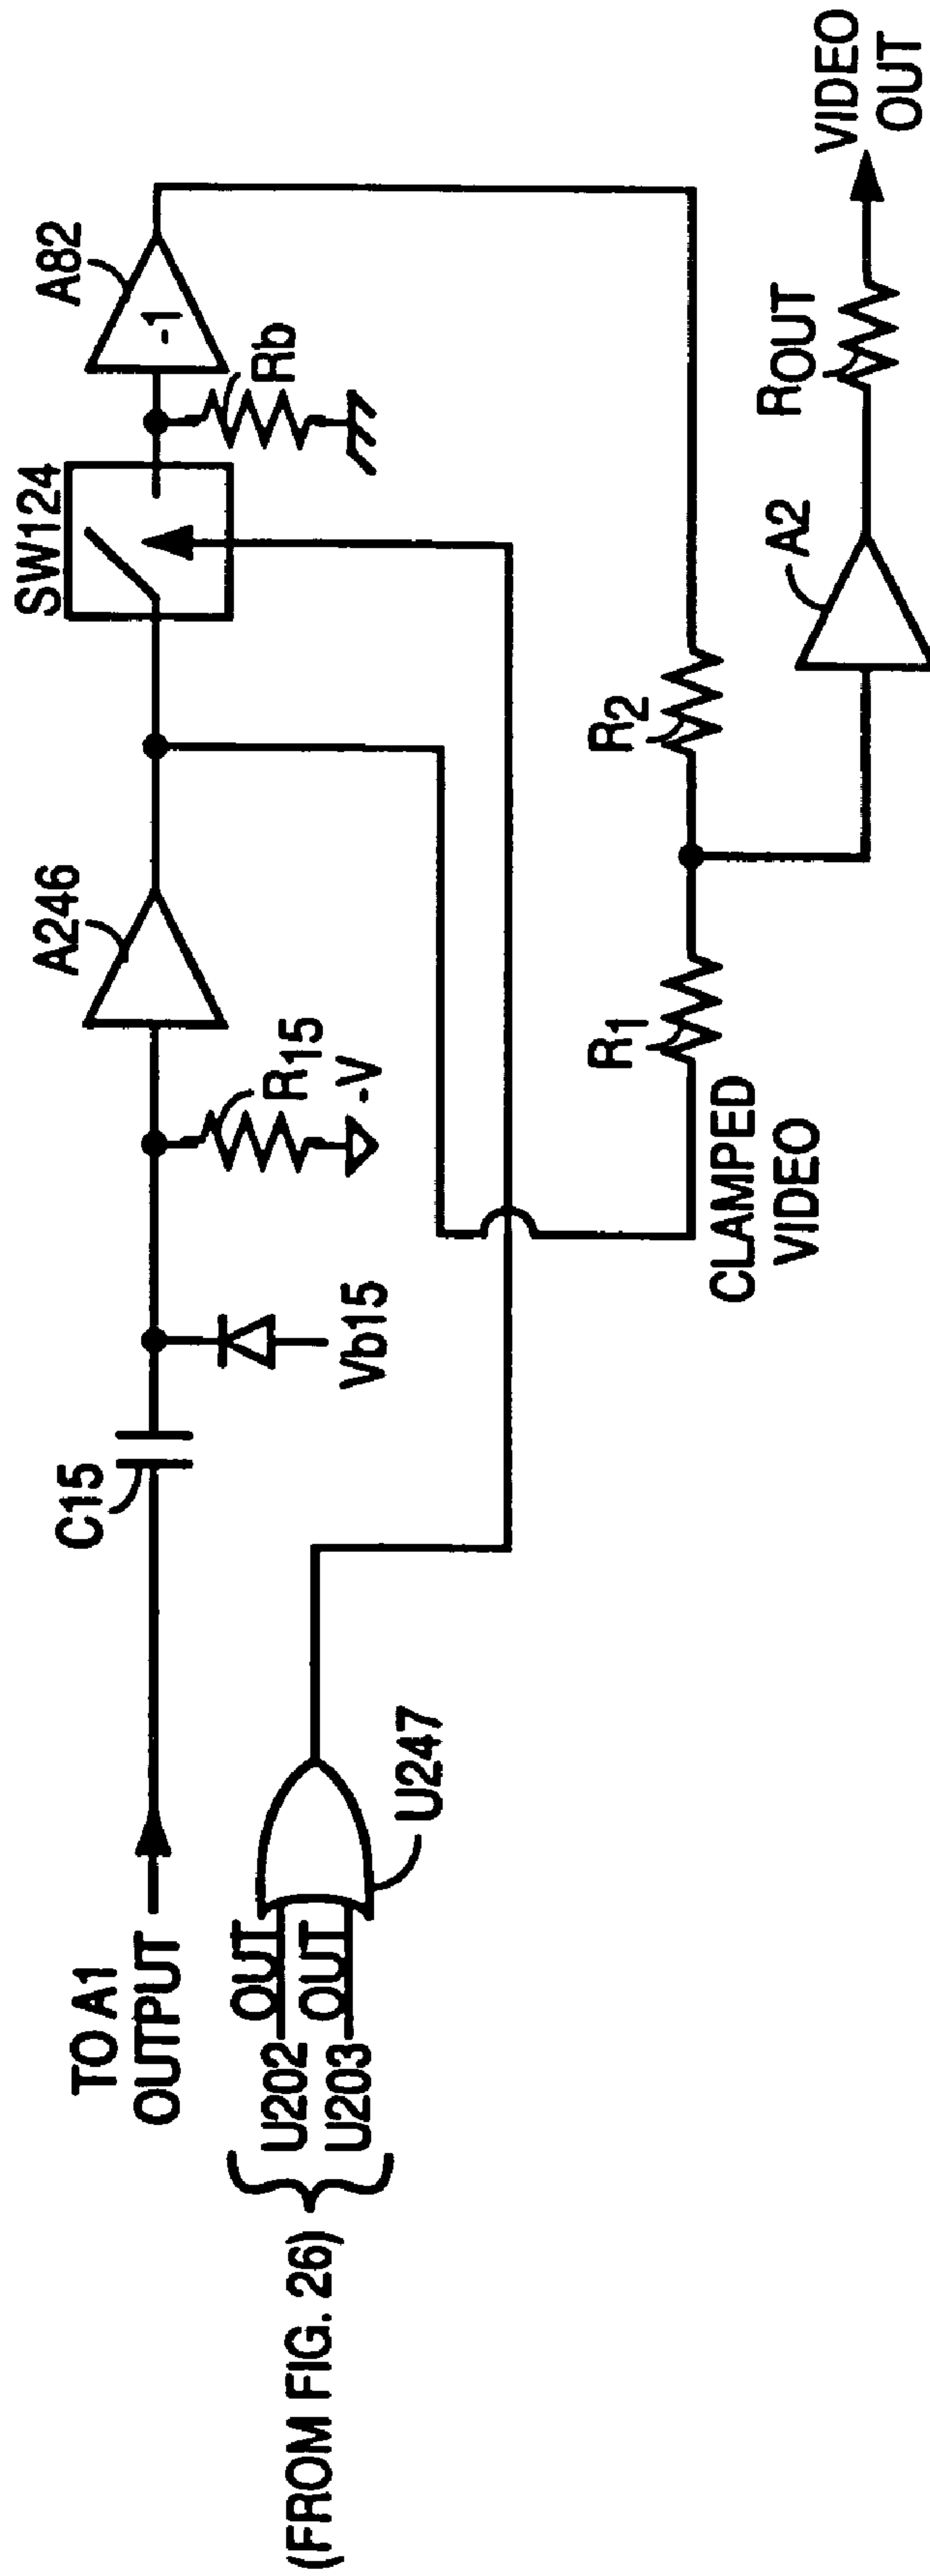 TO A1
OUTPUT
C15
Vb15
R15
-V
A246
SW124
Rb
A82
-1
(FROM FIG. 26)
U202 OUT
U203 OUT
U247
CLAMPED
VIDEO
R1
R2
A2
ROUT
VIDEO
OUT